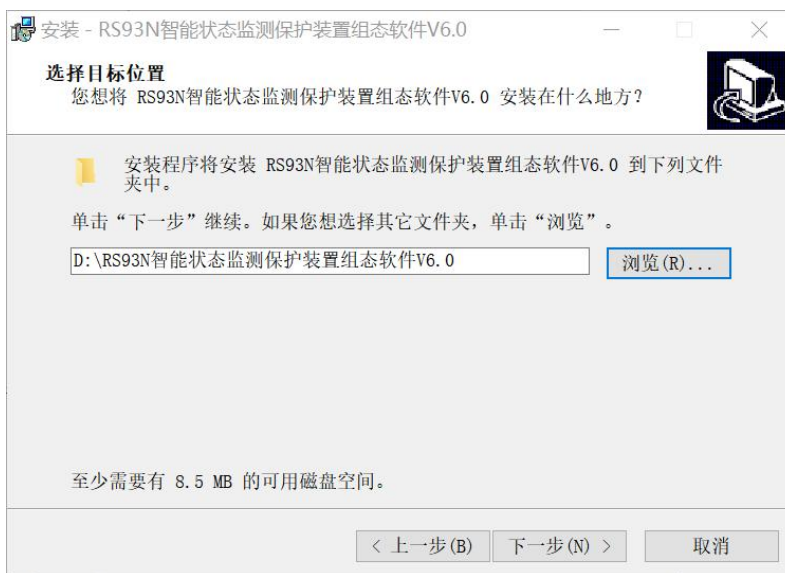 安装 - RS93N智能状态监测保护装置组态软件V6.0
选择目标位置
您想将 RS93N智能状态监测保护装置组态软件V6.0 安装在什么地方？
安装程序将安装 RS93N智能状态监测保护装置组态软件V6.0 到下列文件
夹中。
单击“下一步”继续。如果您想选择其它文件夹，单击“浏览”。
D:\RS93N智能状态监测保护装置组态软件V6.0
浏览(R)...
至少需要有 8.5 MB 的可用磁盘空间。
< 上一步(B)
下一步(N) >
取消